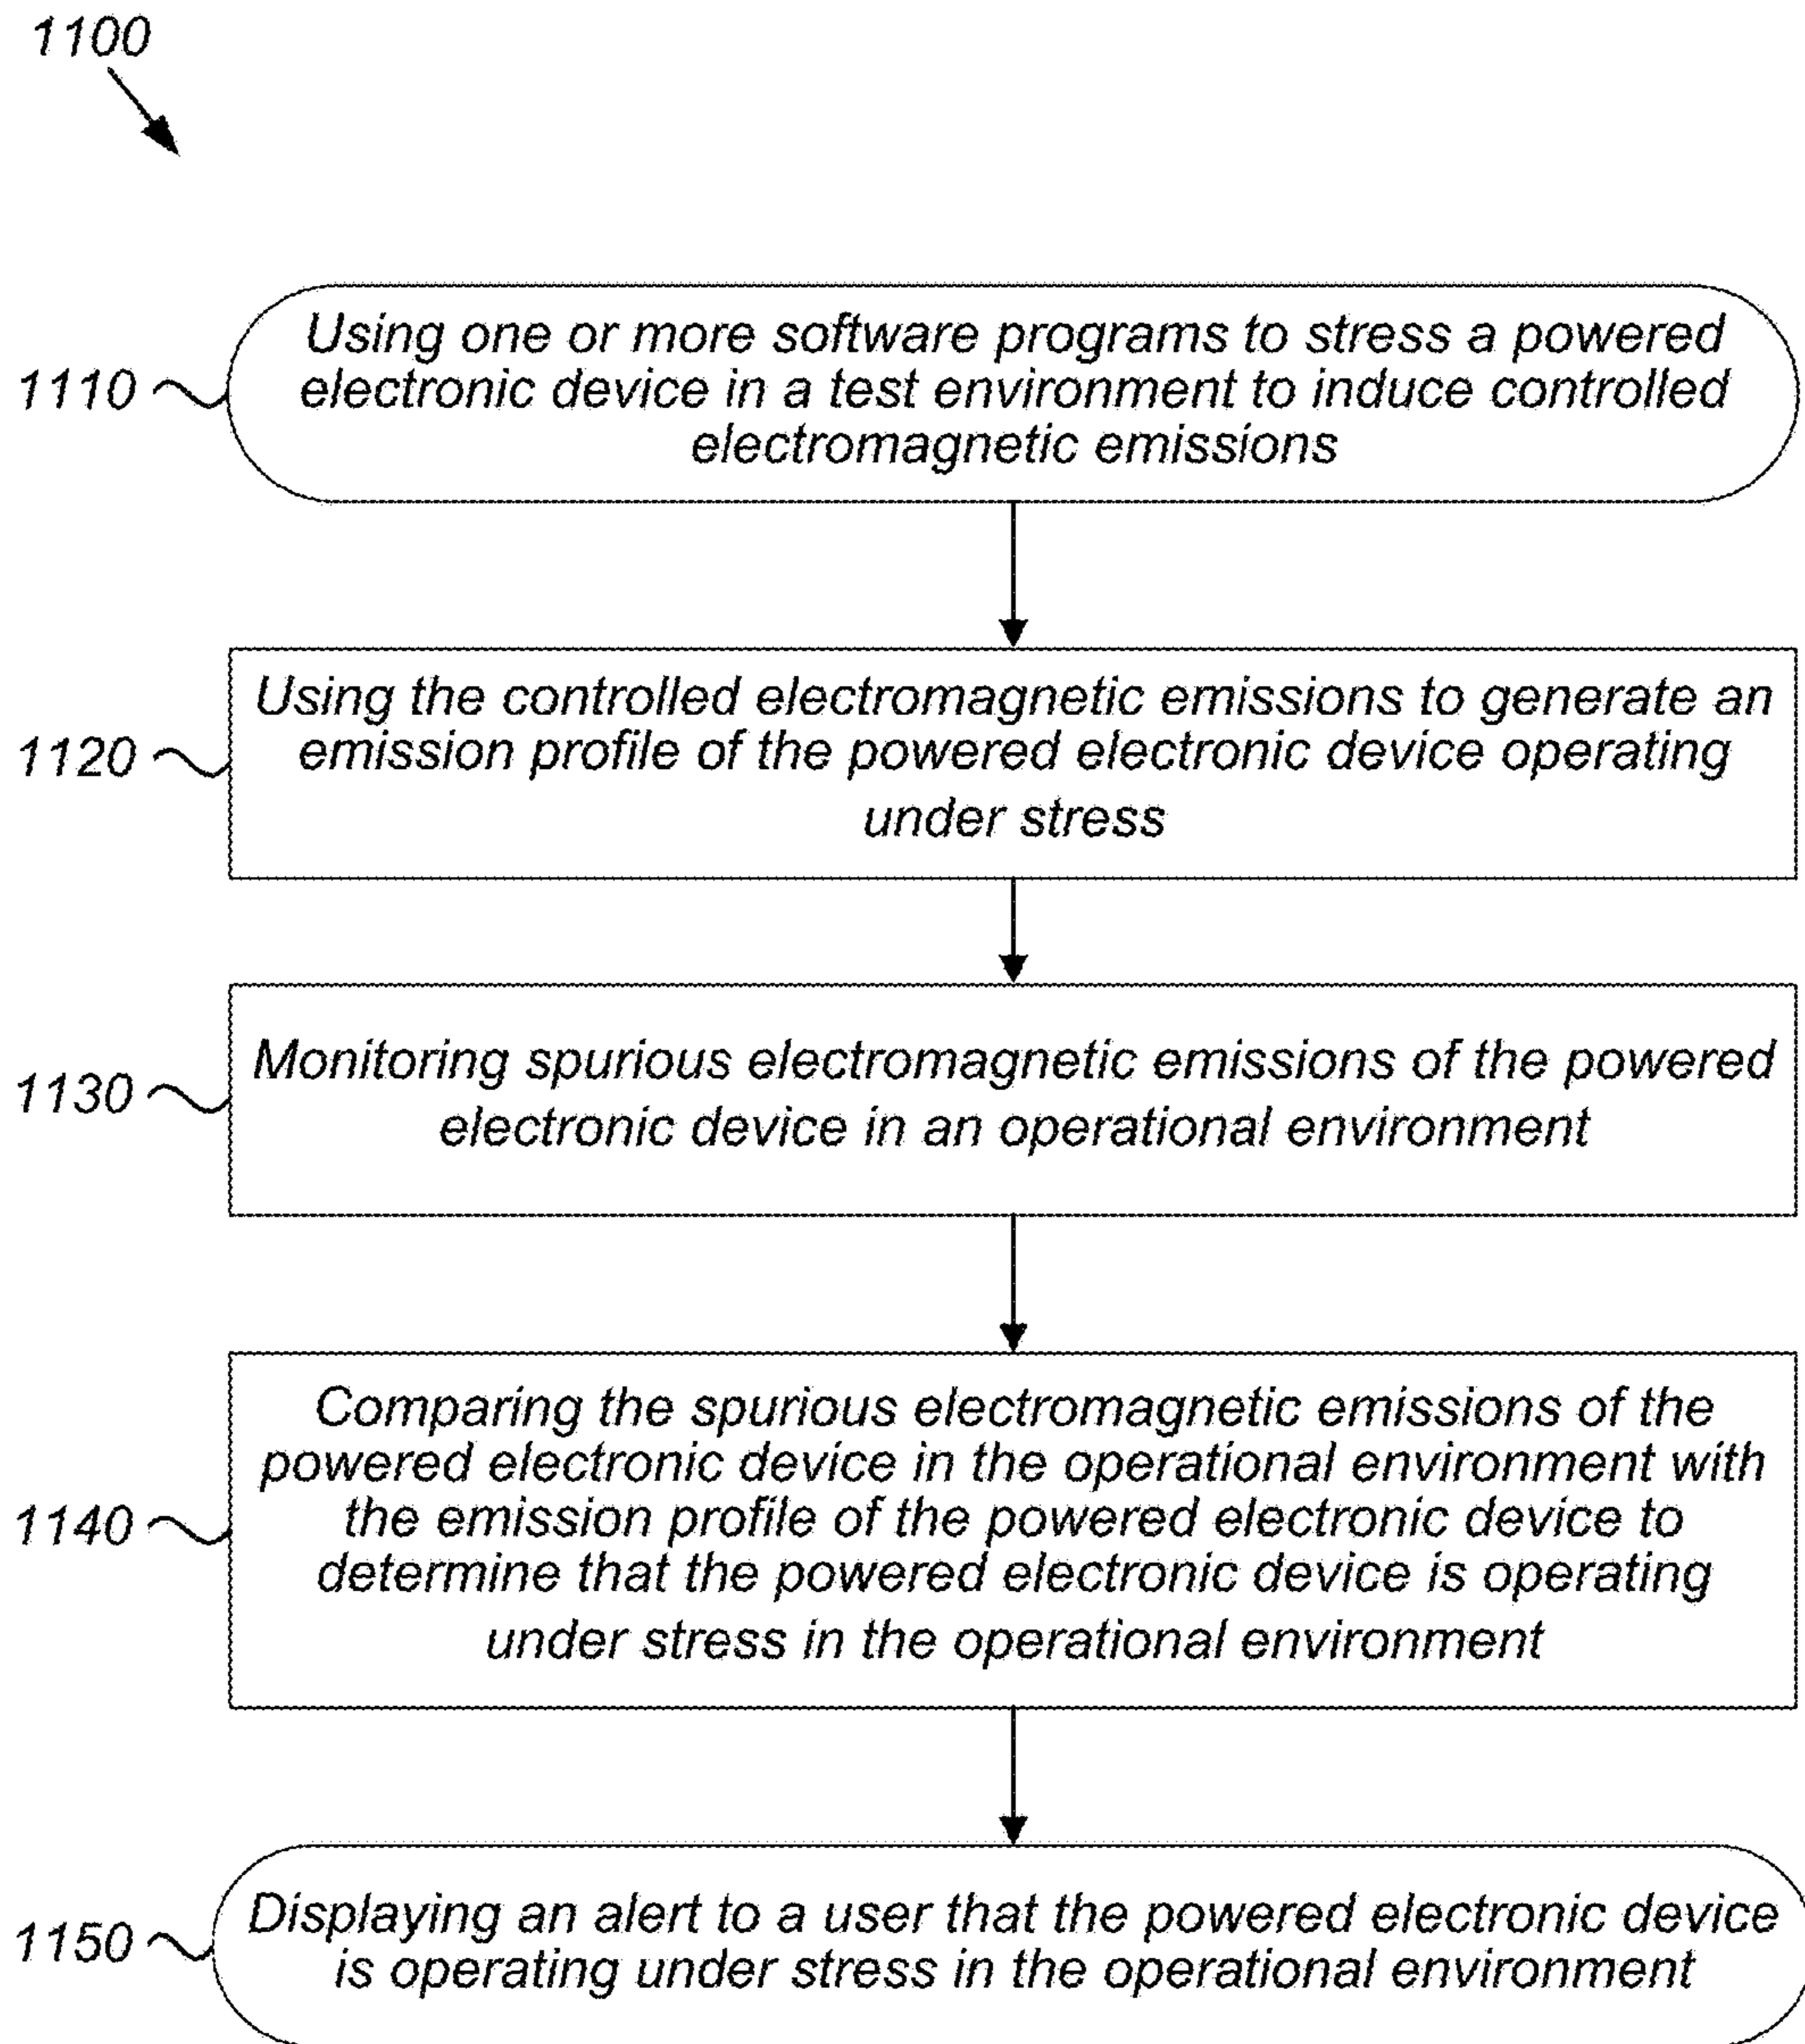 1100
1110
Using one or more software programs to stress a powered
electronic device in a test environment to induce controlled
electromagnetic emissions
1120
Using the controlled electromagnetic emissions to generate an
emission profile of the powered electronic device operating
under stress
1130
Monitoring spurious electromagnetic emissions of the powered
electronic device in an operational environment
1140
Comparing the spurious electromagnetic emissions of the
powered electronic device in the operational environment with
the emission profile of the powered electronic device to
determine that the powered electronic device is operating
under stress in the operational environment
1150
Displaying an alert to a user that the powered electronic device
is operating under stress in the operational environment